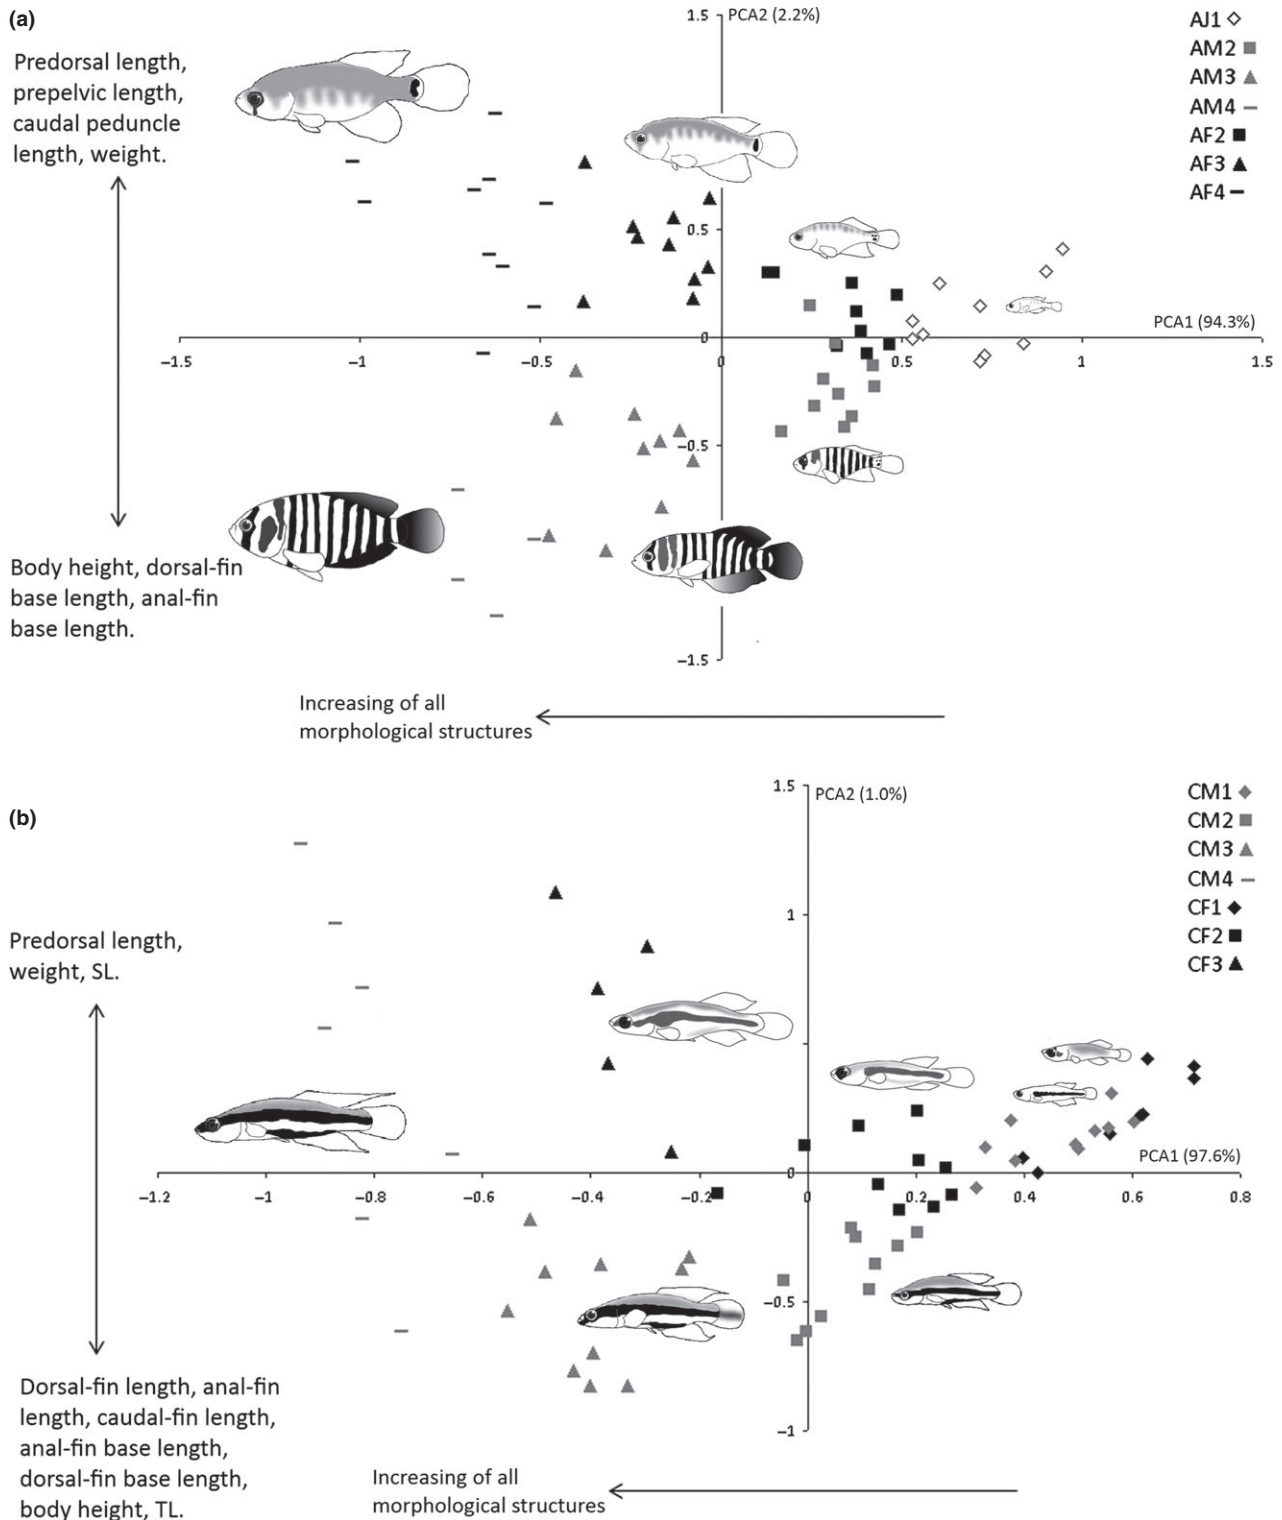 (a)
PCA2 (2.2%)
1.5
AJ1
AM2
AM3
AM4
AF2
AF3
AF4
Predorsal length,
prepelvic length,
caudal peduncle
length, weight.
0.5
PCA1 (94.3%)
0
−1.5
−1
−0.5
0
0.5
1
1.5
−0.5
Body height, dorsal-fin
base length, anal-fin
base length.
−1.5
Increasing of all
morphological structures
(b)
1.5
PCA2 (1.0%)
CM1
CM2
CM3
CM4
CF1
CF2
CF3
1
Predorsal length,
weight, SL.
PCA1 (97.6%)
0
−1.2
−1
−0.8
−0.6
−0.4
−0.2
0
0.2
0.4
0.6
0.8
−0.5
Dorsal-fin length, anal-fin
length, caudal-fin length,
anal-fin base length,
dorsal-fin base length,
body height, TL.
−1
Increasing of all
morphological structures